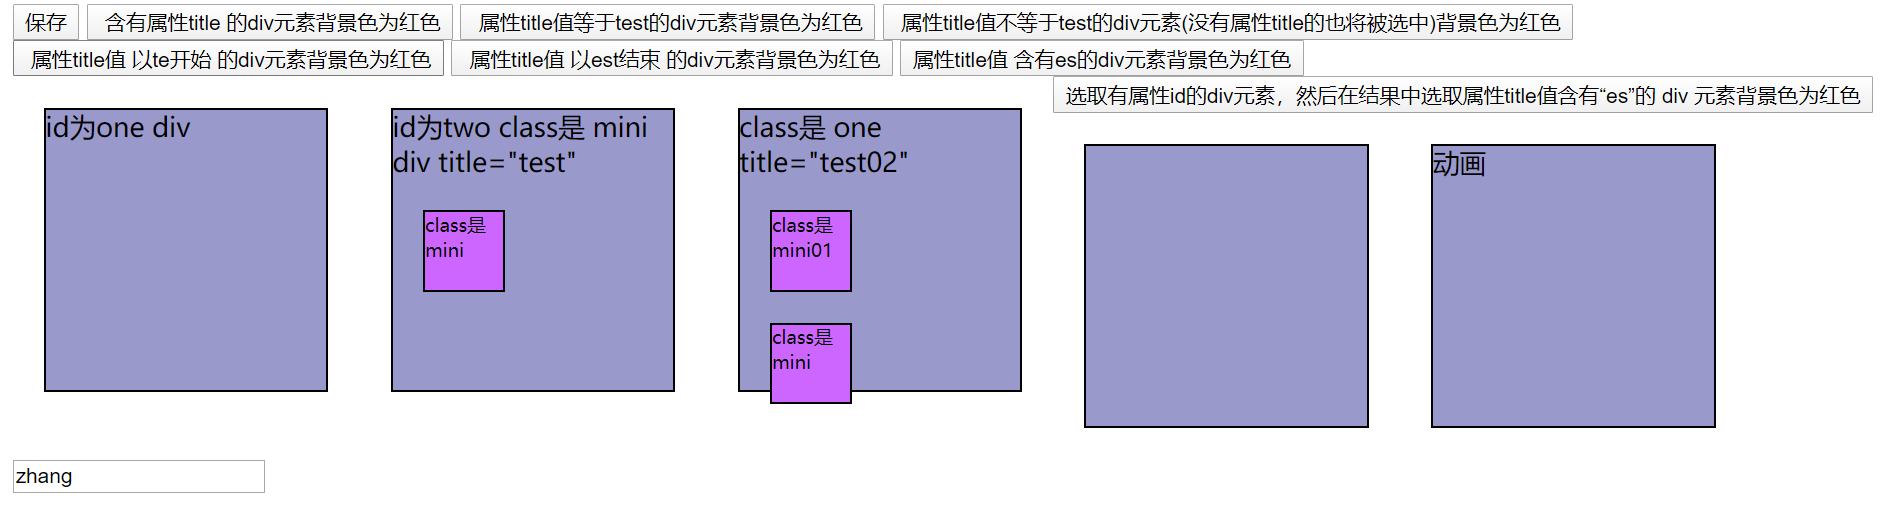 保存
含有属性title 的div元素背景色为红色
属性title值等于test的div元素背景色为红色
属性title值不等于test的div元素(没有属性title的也将被选中)背景色为红色
属性title值 以te开始 的div元素背景色为红色
属性title值 以est结束 的div元素背景色为红色
属性title值 含有es的div元素背景色为红色
选取有属性id的div元素，然后在结果中选取属性title值含有“es”的 div 元素背景色为红色
id为one div
id为two class是 mini
div title="test"
class是
mini
class是 one
title="test02"
class是
mini01
class是
mini
动画
zhang